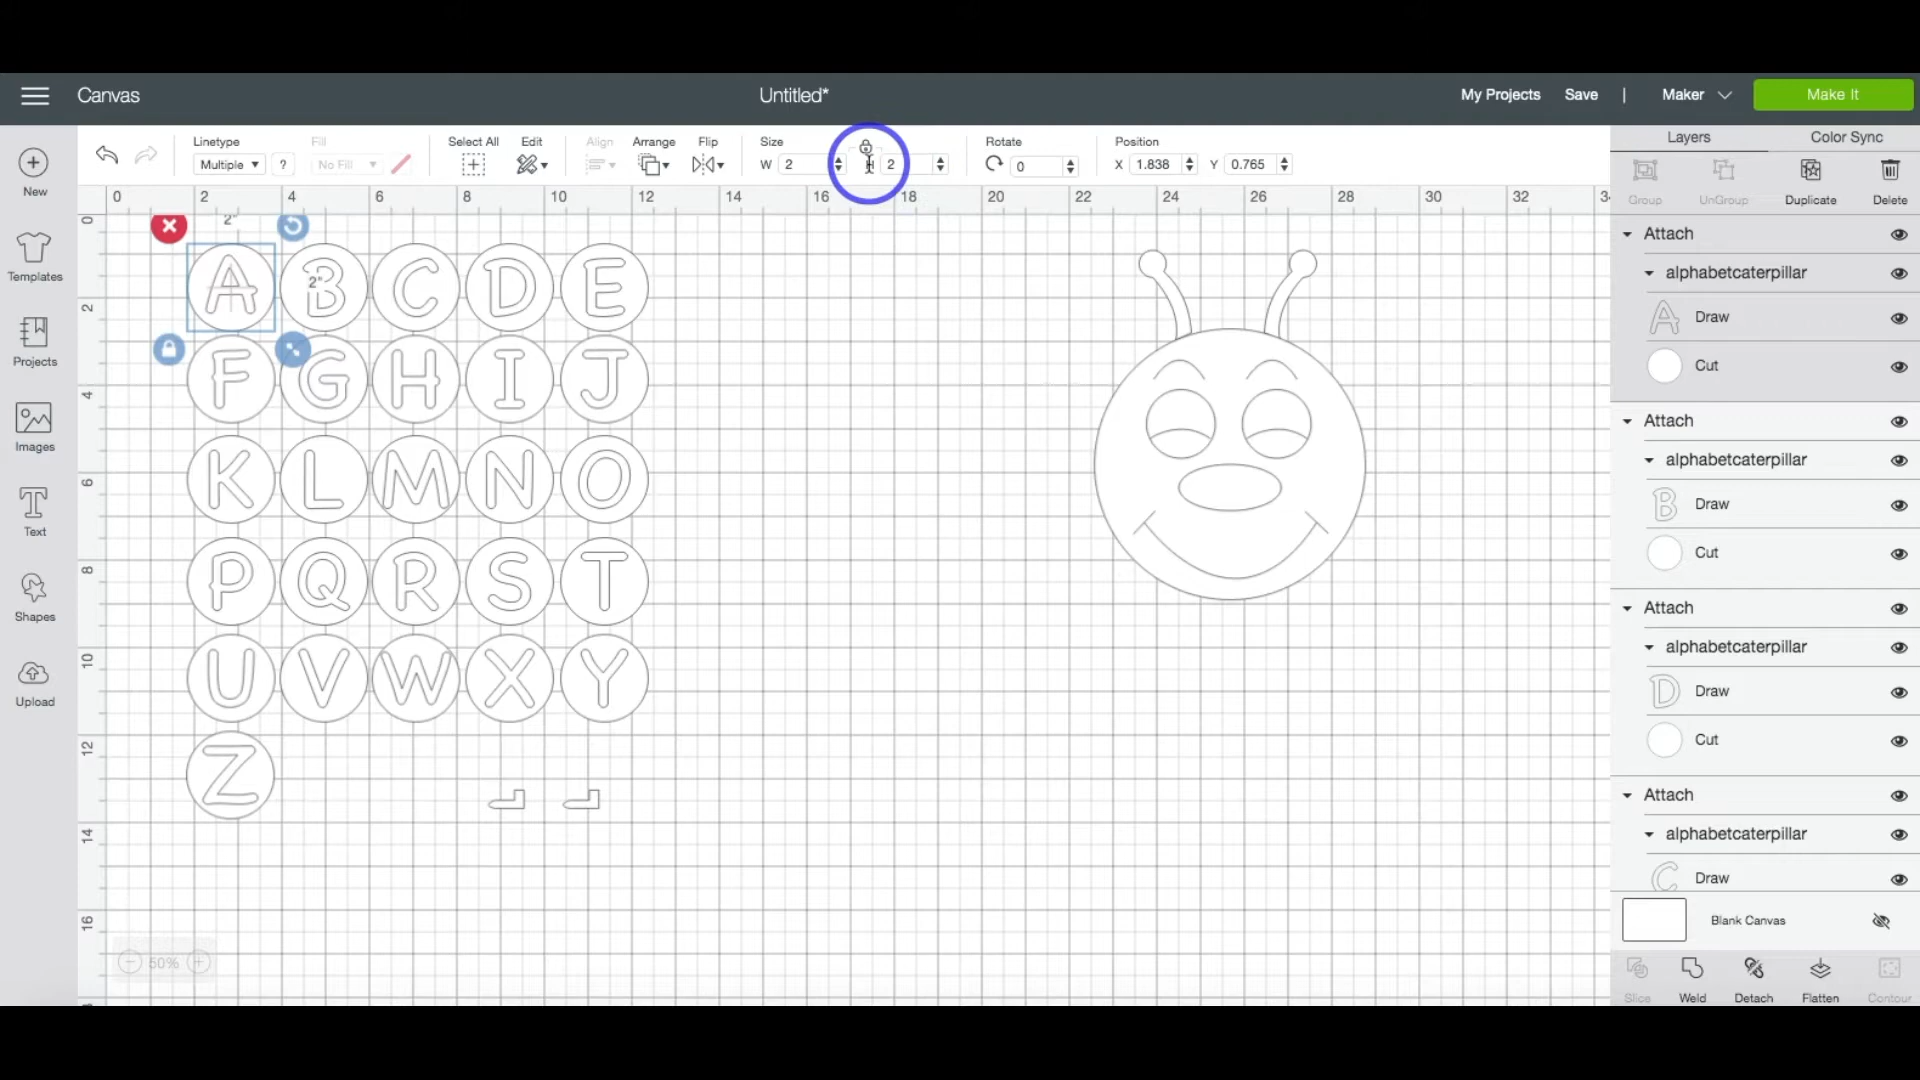 Canvas
Untitled*
My Projects Save | Maker Make It
Linetype Fill Select All Edit Align Arrange Flip Size Rotate Position
Multiple ? No Fill W 2 H 2 0 X 1.838 Y 0.765
Layers Color Sync
Group UnGroup Duplicate Delete
New
Templates
Projects
Images
Text
Shapes
Upload
0 2 4 6 8 10 12 14 16 18 20 22 24 26 28 30 32
0
2
4
6
8
10
12
14
16
2"
2"
A B C D E
F G H I J
K L M N O
P Q R S T
U V W X Y
Z
50%
Attach
alphabetcaterpillar
A Draw
Cut
Attach
alphabetcaterpillar
B Draw
Cut
Attach
alphabetcaterpillar
D Draw
Cut
Attach
alphabetcaterpillar
C Draw
Blank Canvas
Slice Weld Detach Flatten Contour